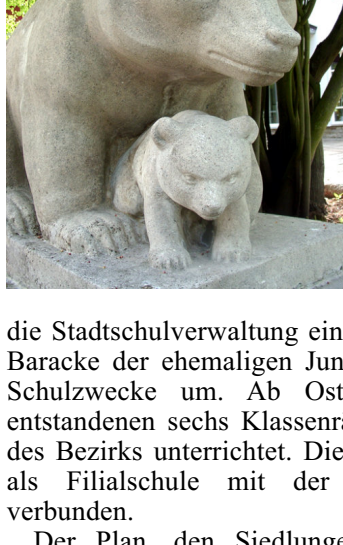 die Stadtschulverwaltung ein
Baracke der ehemaligen Jun
Schulzwecke um. Ab Ost
entstandenen sechs Klassenr
des Bezirks unterrichtet. Die
als Filialschule mit der
verbunden.
Der Plan, den Siedlunge